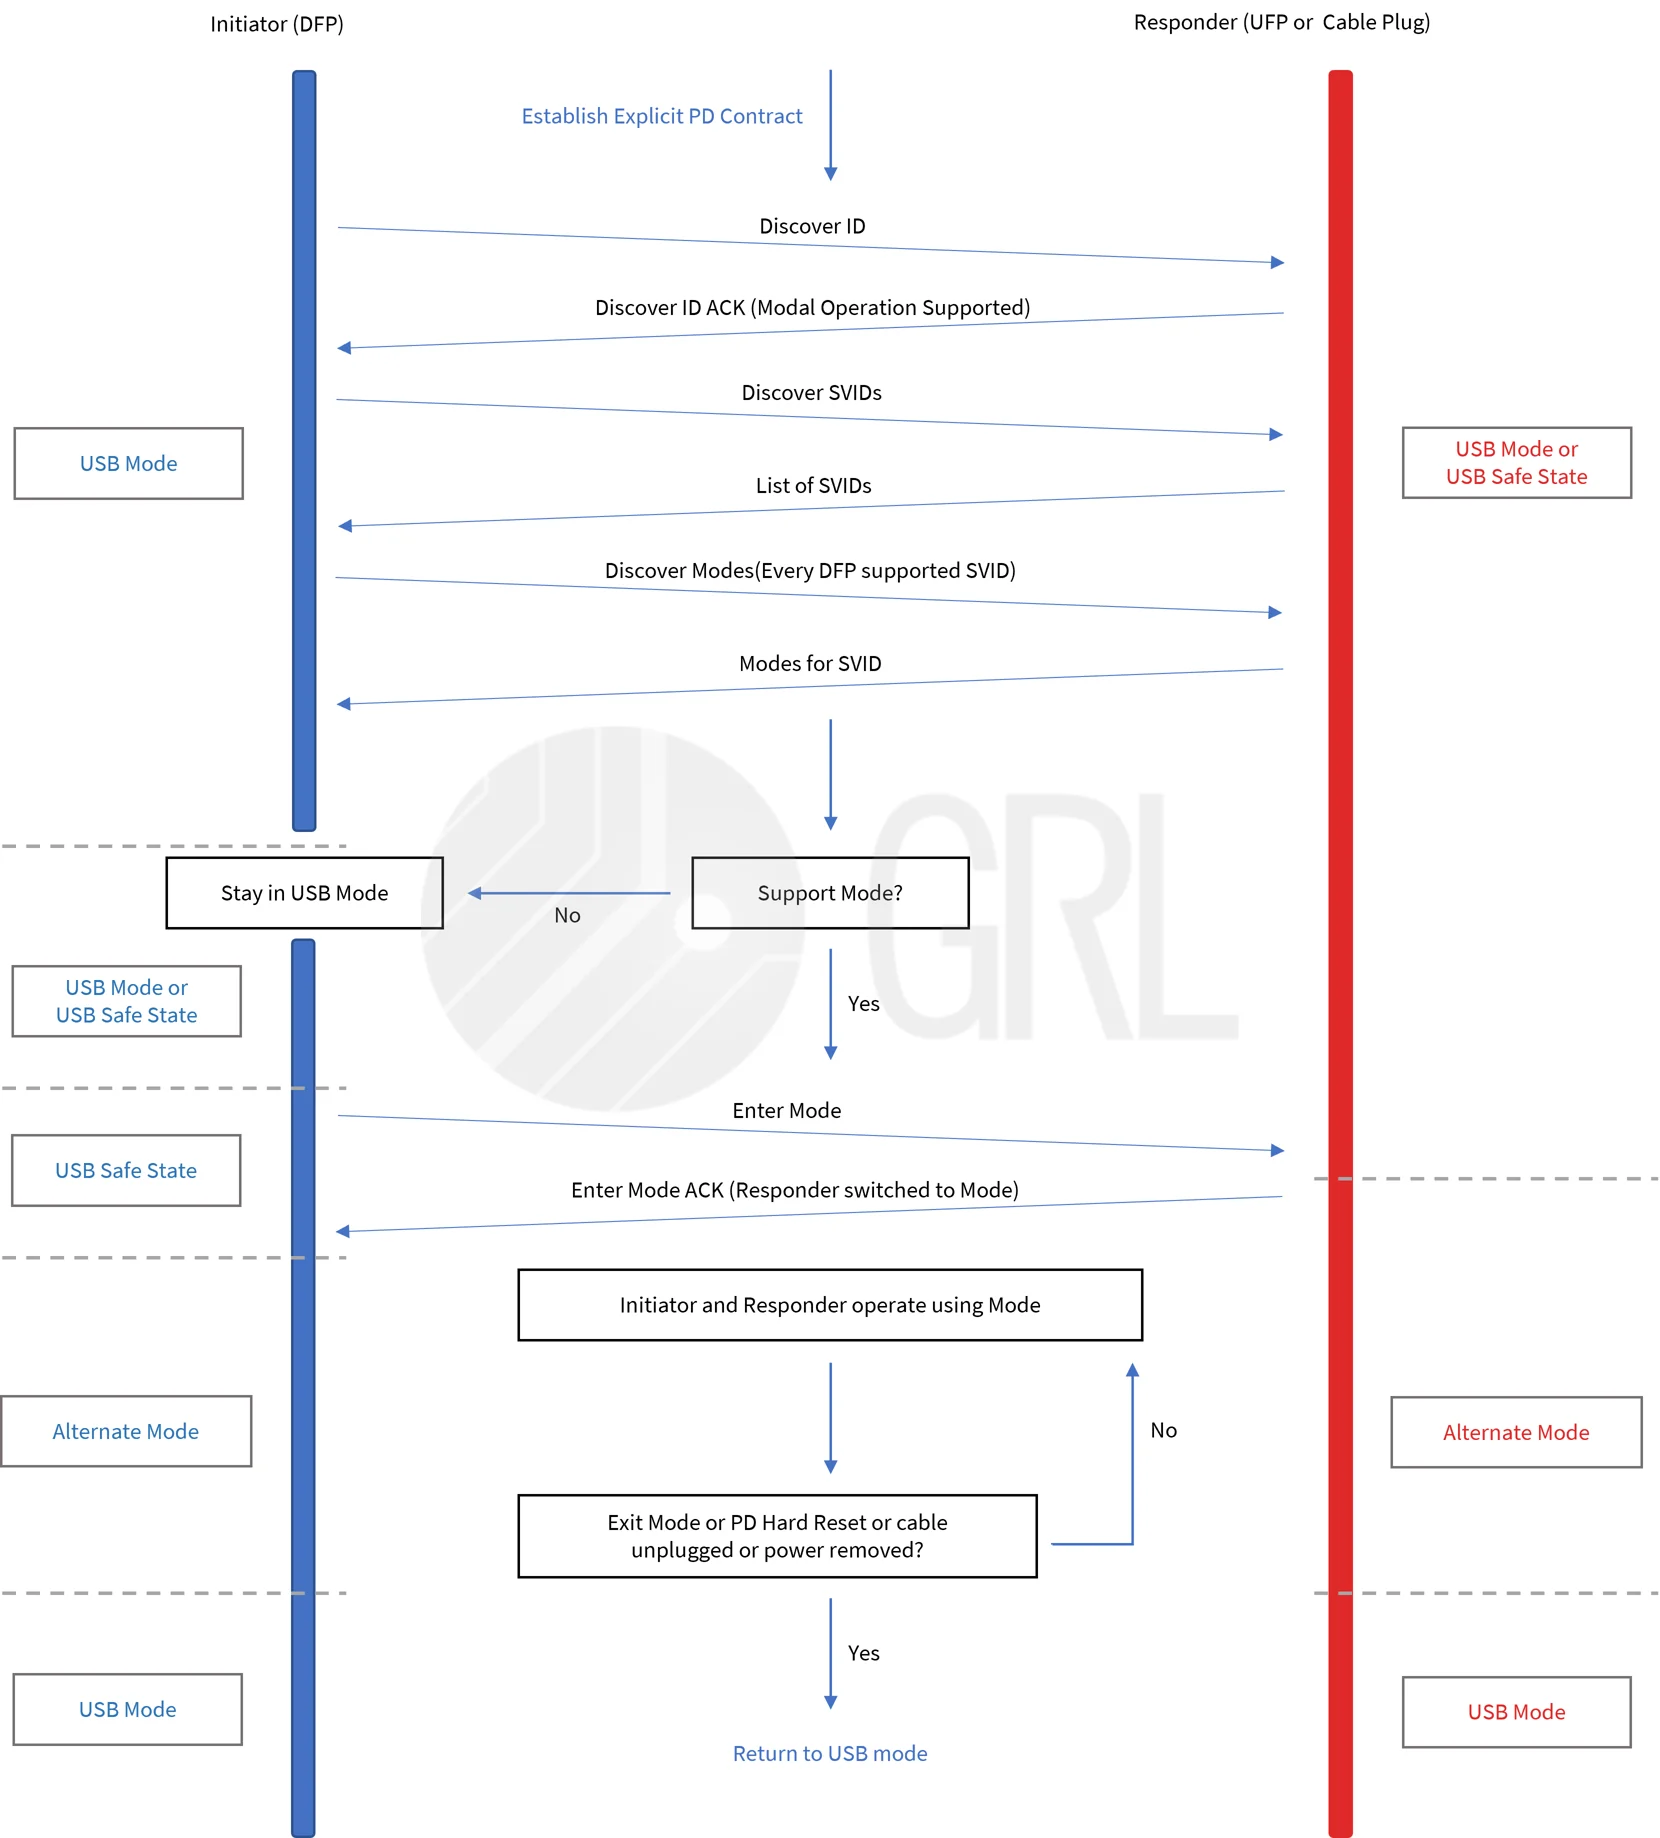 Initiator (DFP)
Responder (UFP or  Cable Plug)
Establish Explicit PD Contract
Discover ID
Discover ID ACK (Modal Operation Supported)
Discover SVIDs
USB Mode
USB Mode or
USB Safe State
List of SVIDs
Discover Modes(Every DFP supported SVID)
Modes for SVID
GRL
Stay in USB Mode
No
Support Mode?
USB Mode or
USB Safe State
Yes
Enter Mode
USB Safe State
Enter Mode ACK (Responder switched to Mode)
Initiator and Responder operate using Mode
Alternate Mode
No
Alternate Mode
Exit Mode or PD Hard Reset or cable
unplugged or power removed?
Yes
USB Mode
USB Mode
Return to USB mode